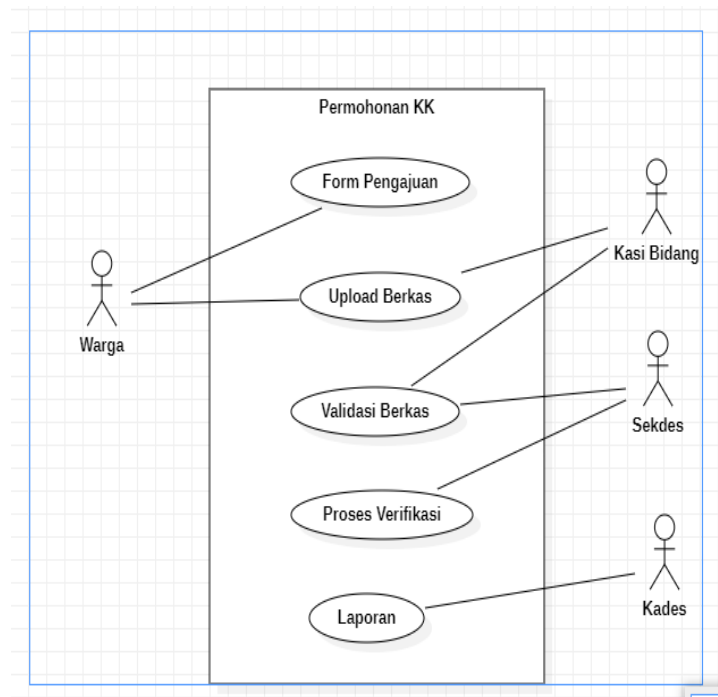 Permohonan KK
Form Pengajuan
Kasi Bidang
Upload Berkas
Warga
Validasi Berkas
Sekdes
Proses Verifikasi
Kades
Laporan